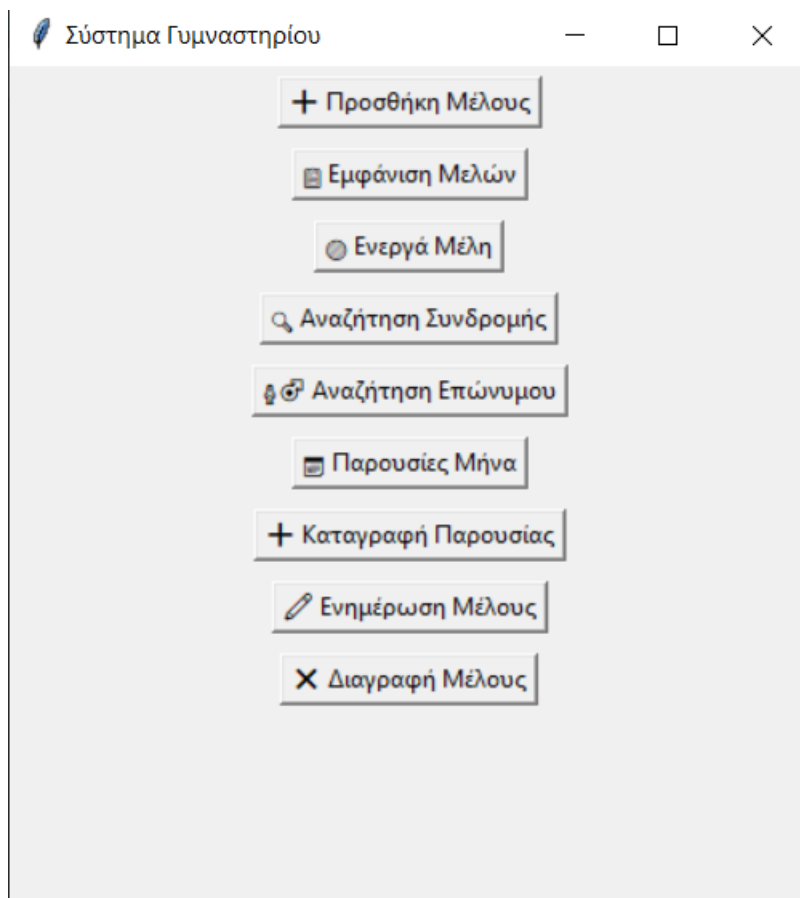 Σύστημα Γυμναστηρίου
Προσθήκη Μέλους
Εμφάνιση Μελών
Ενεργά Μέλη
Αναζήτηση Συνδρομής
Αναζήτηση Επώνυμου
Παρουσίες Μήνα
Καταγραφή Παρουσίας
Ενημέρωση Μέλους
Διαγραφή Μέλους